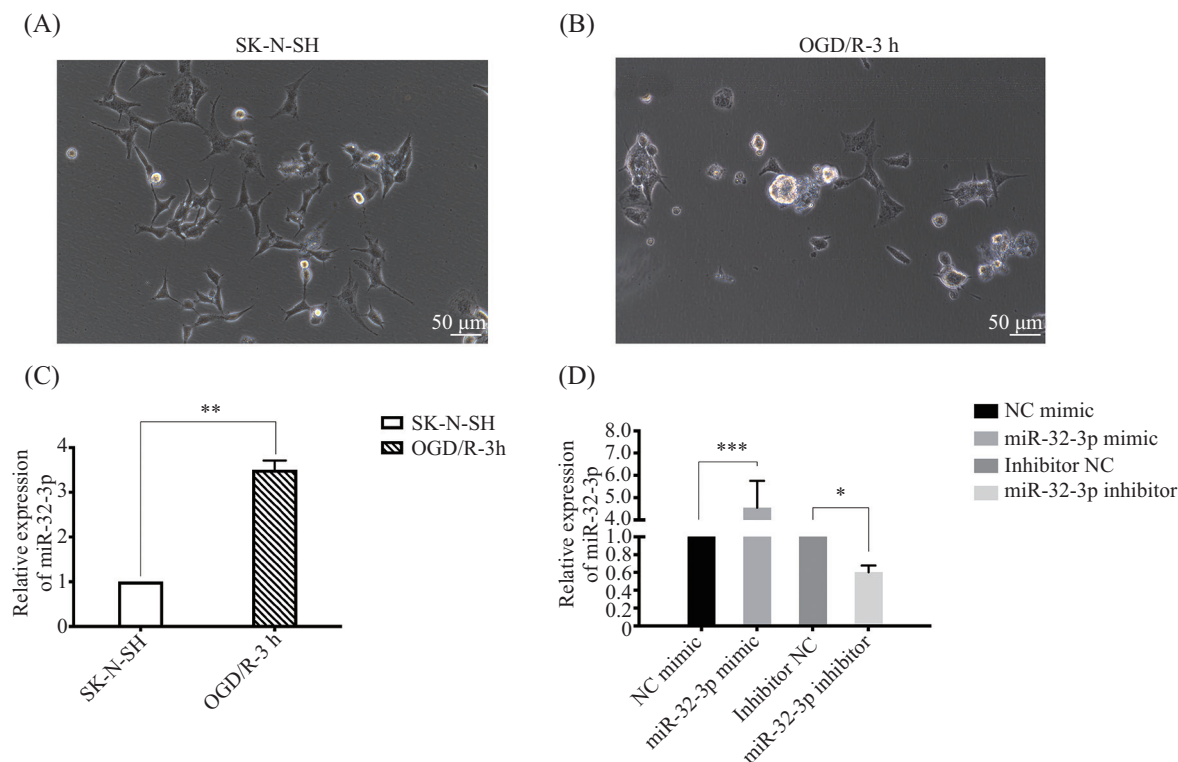 (A)
SK-N-SH
50 μm
(B)
OGD/R-3 h
50 μm
(C)
Relative expression
of miR-32-3p
4
3
2
1
0
**
SK-N-SH
OGD/R-3 h
SK-N-SH
OGD/R-3h
(D)
Relative expression
of miR-32-3p
8.0
7.0
6.0
5.0
4.0
1.0
0.8
0.6
0.4
0.2
0
***
*
NC mimic
miR-32-3p mimic
Inhibitor NC
miR-32-3p inhibitor
NC mimic
miR-32-3p mimic
Inhibitor NC
miR-32-3p inhibitor